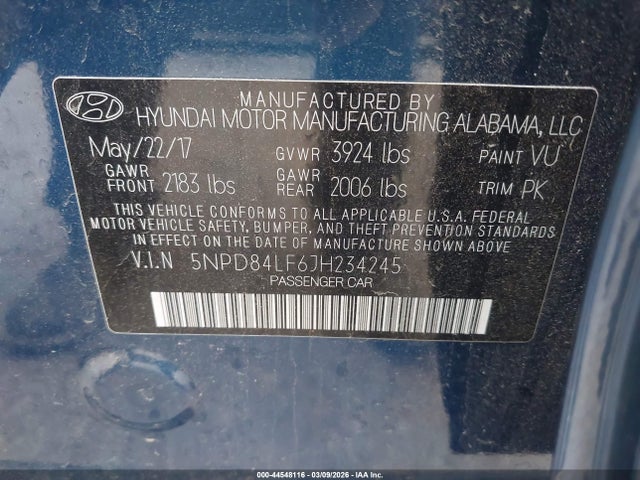 MANUFACTURED BY
HYUNDAI MOTOR MANUFACTURING ALABAMA, LLC
May/22/17 GVWR 3924 lbs PAINT VU
GAWR FRONT 2183 lbs GAWR REAR 2006 lbs TRIM PK
THIS VEHICLE CONFORMS TO ALL APPLICABLE U.S.A. FEDERAL
MOTOR VEHICLE SAFETY, BUMPER, AND THEFT PREVENTION STANDARDS
IN EFFECT ON THE DATE OF MANUFACTURE SHOWN ABOVE.
V.I.N 5NPD84LF6JH234245
PASSENGER CAR
000-44548116 | 03/09/2026 | IAA Inc.